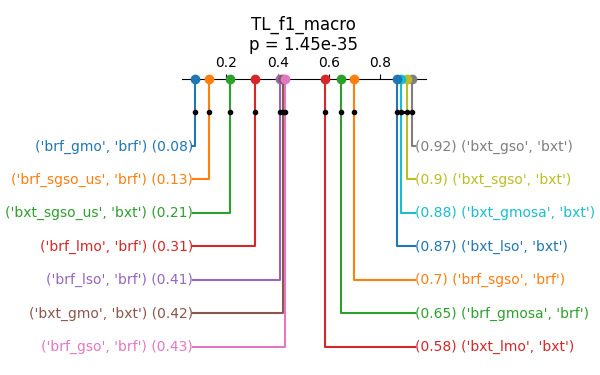 TL_f1_macro
p = 1.45e-35
0.2 0.4 0.6 0.8
('brf_gmo', 'brf') (0.08)
(0.92) ('bxt_gso', 'bxt')
('brf_sgso_us', 'brf') (0.13)
(0.9) ('bxt_sgso', 'bxt')
('bxt_sgso_us', 'bxt') (0.21)
(0.88) ('bxt_gmosa', 'bxt')
('brf_lmo', 'brf') (0.31)
(0.87) ('bxt_lso', 'bxt')
('brf_lso', 'brf') (0.41)
(0.7) ('brf_sgso', 'brf')
('bxt_gmo', 'bxt') (0.42)
(0.65) ('brf_gmosa', 'brf')
('brf_gso', 'brf') (0.43)
(0.58) ('bxt_lmo', 'bxt')